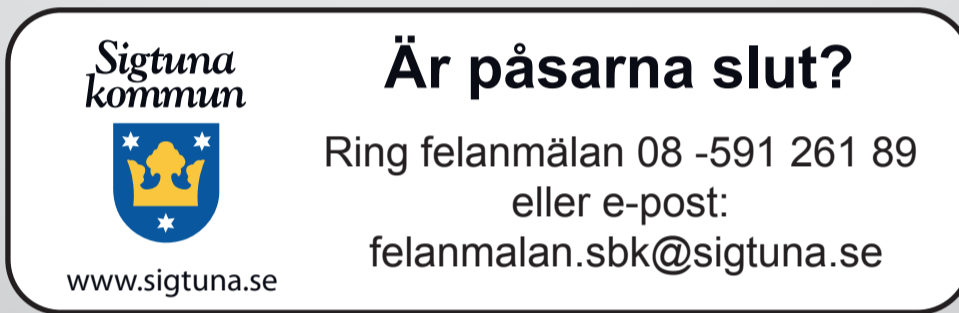 Sigtuna
kommun
www.sigtuna.se
Är påsarna slut?
Ring felanmälan 08 -591 261 89
eller e-post:
felanmalan.sbk@sigtuna.se